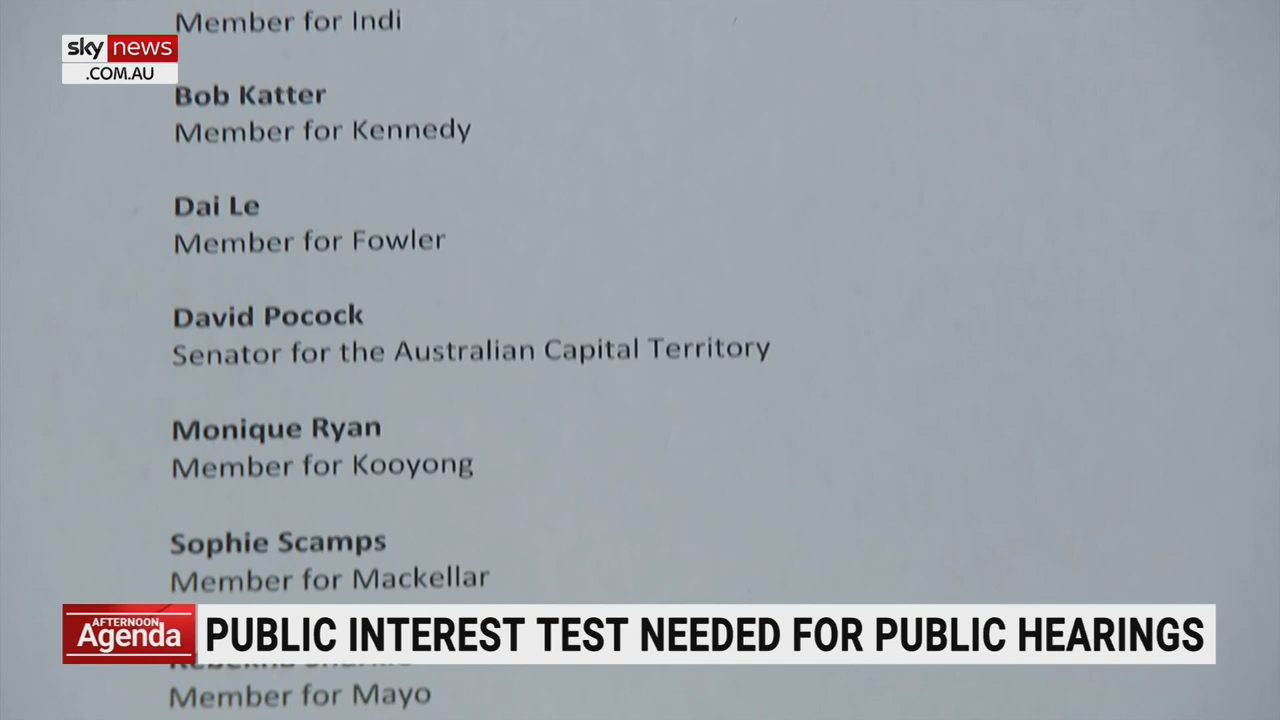 Member for Indi
sky news
.COM.AU
Bob Katter
Member for Kennedy
Dai Le
Member for Fowler
David Pocock
Senator for the Australian Capital Territory
Monique Ryan
Member for Kooyong
Sophie Scamps
Member for Mackellar
AFTERNOON
Agenda
PUBLIC INTEREST TEST NEEDED FOR PUBLIC HEARINGS
Member for Mayo